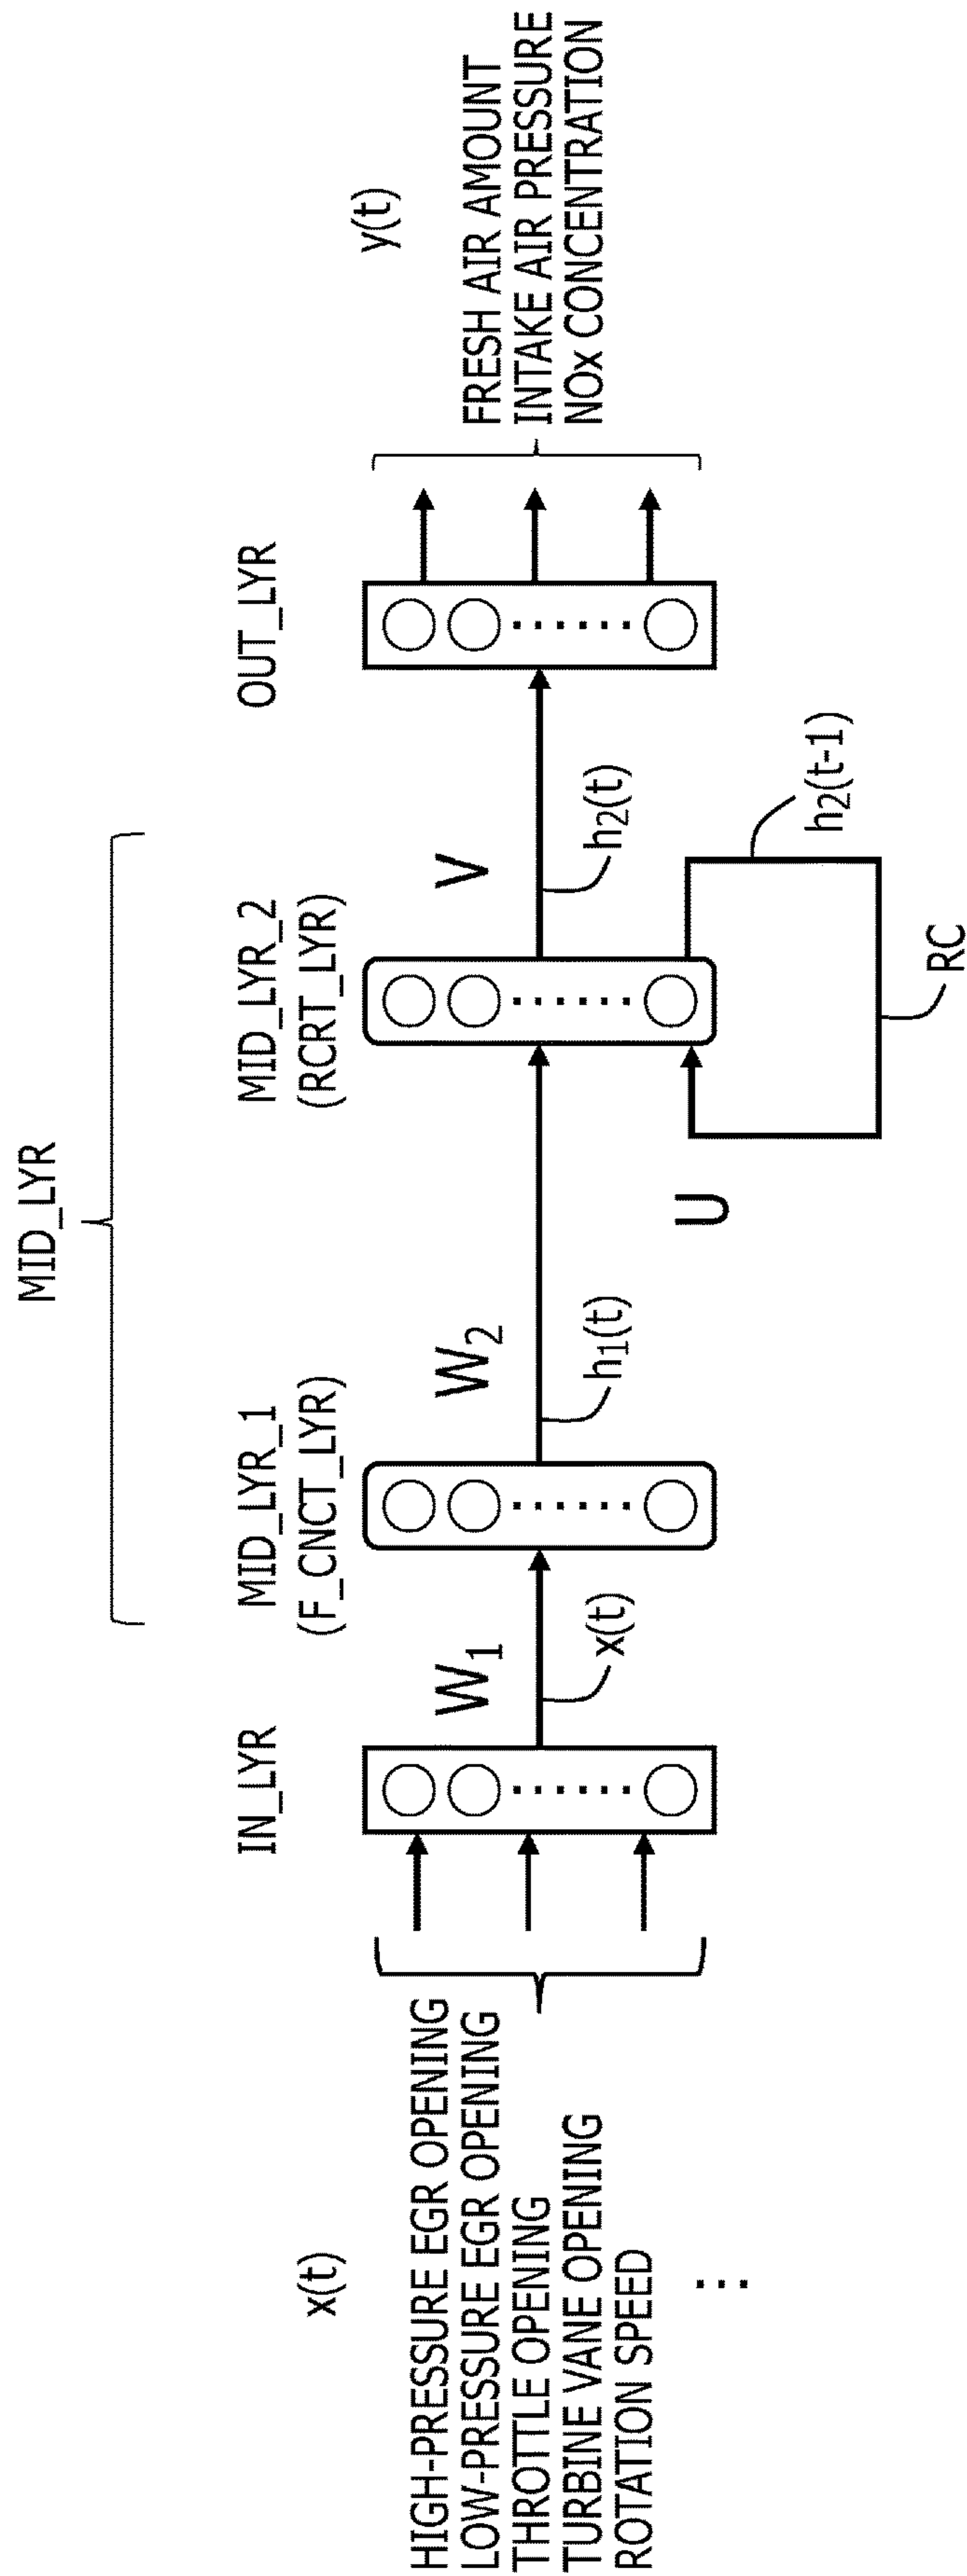 MID_LYR
IN_LYR
MID_LYR_1
(F_CNCT_LYR)
MID_LYR_2
(RCRT_LYR)
OUT_LYR
x(t)
HIGH-PRESSURE EGR OPENING
LOW-PRESSURE EGR OPENING
THROTTLE OPENING
TURBINE VANE OPENING
ROTATION SPEED
⋮
W1
x(t)
W2
h1(t)
U
V
h2(t)
h2(t-1)
RC
y(t)
FRESH AIR AMOUNT
INTAKE AIR PRESSURE
NOx CONCENTRATION